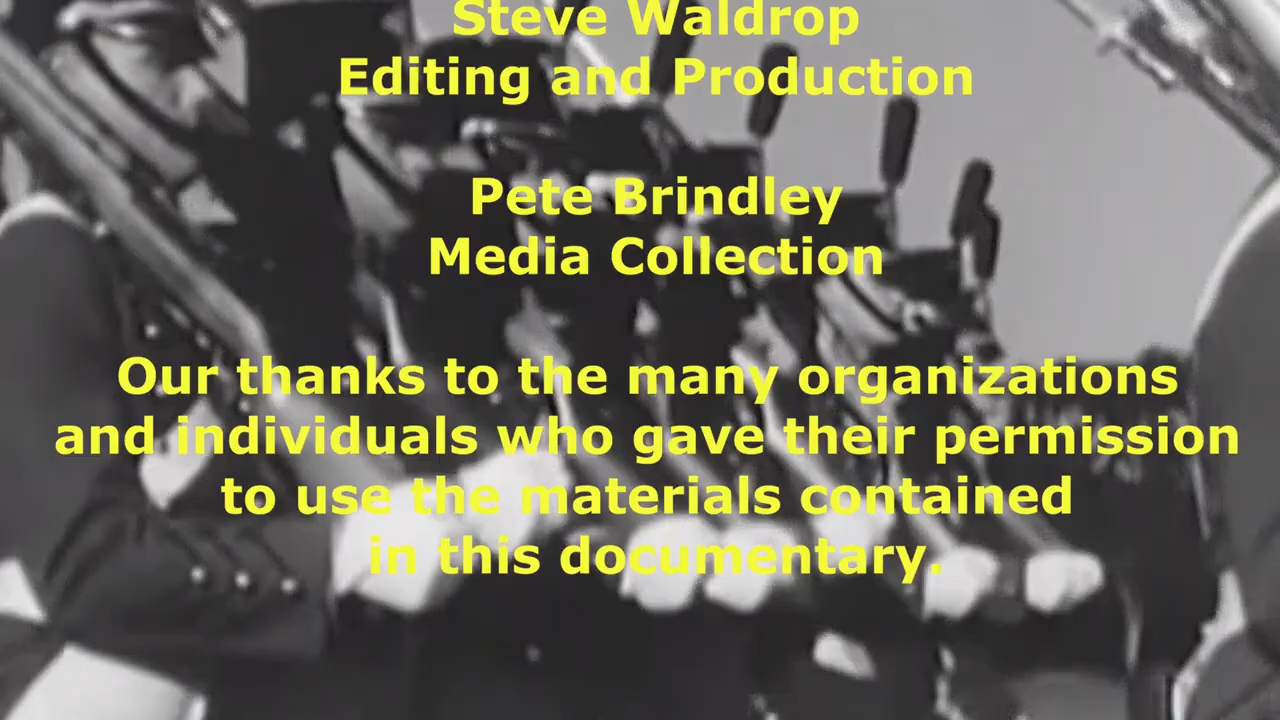 Steve Waldrop
Editing and Production
Pete Brindley
Media Collection
Our thanks to the many organizations
and individuals who gave their permission
to use the materials contained
in this documentary.